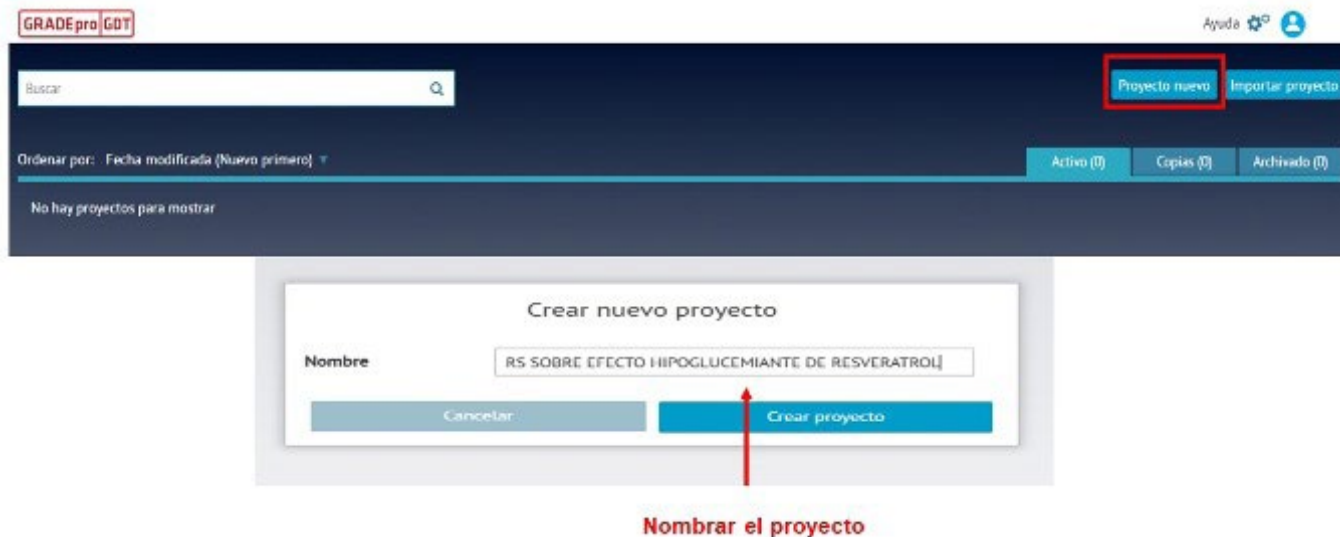 GRADEpro GDT
Ayuda
Buscar
Proyecto nuevo
Importar proyecto
Ordenar por: Fecha modificada (Nuevo primero)
Activo (0)
Copias (0)
Archivado (0)
No hay proyectos para mostrar
Crear nuevo proyecto
Nombre
RS SOBRE EFECTO HIPOGLUCEMIANTE DE RESVERATROL
Cancelar
Crear proyecto
Nombrar el proyecto